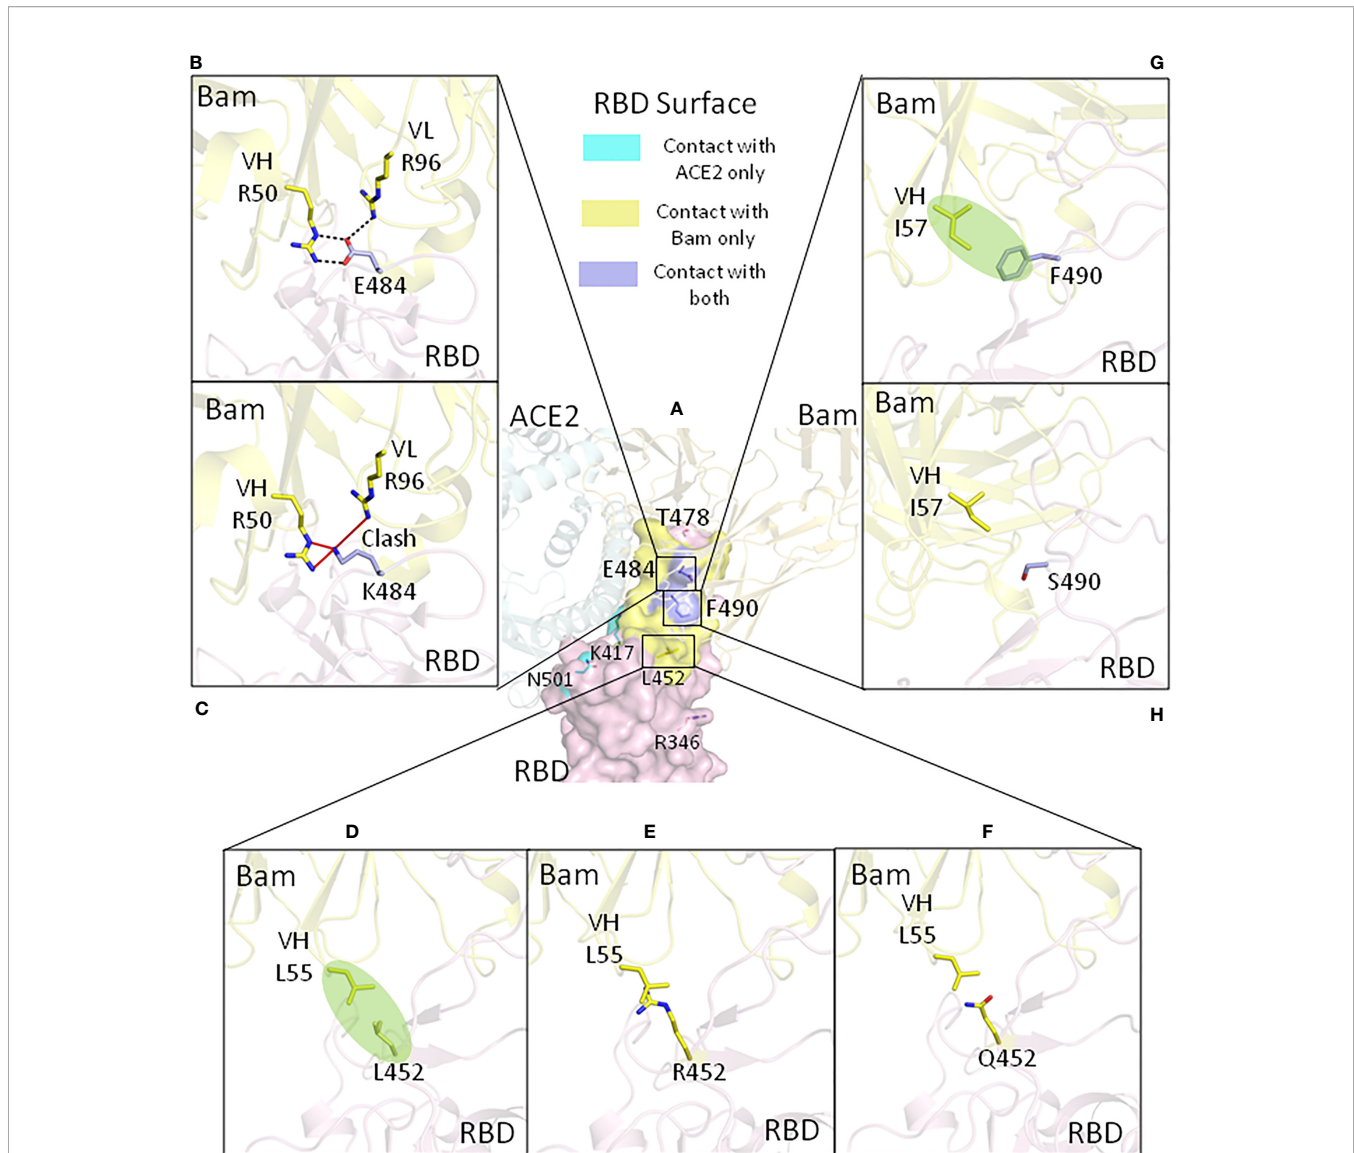 B
G
Bam
VL
R96
VH
R50
E484
RBD
RBD Surface
Contact with
ACE2 only
Contact with
Bam only
Contact with
both
Bam
VH
I57
F490
RBD
Bam
VL
R96
VH
R50
Clash
K484
RBD
C
A
ACE2
Bam
T478
E484
F490
K417
N501
L452
R346
RBD
Bam
VH
I57
S490
RBD
H
D
E
F
Bam
VH
L55
L452
RBD
Bam
VH
L55
R452
RBD
Bam
VH
L55
Q452
RBD